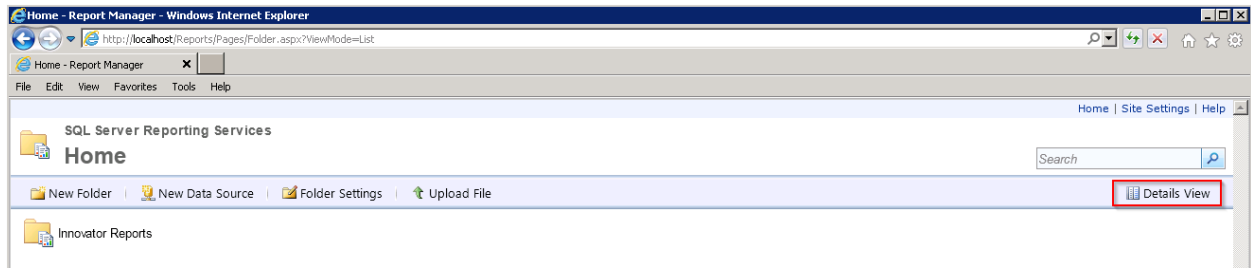 Home - Report Manager - Windows Internet Explorer
http://localhost/Reports/Pages/Folder.aspx?ViewMode=List
Home - Report Manager
File Edit View Favorites Tools Help
Home | Site Settings | Help
SQL Server Reporting Services
Home
Search
New Folder | New Data Source | Folder Settings | Upload File
Details View
Innovator Reports